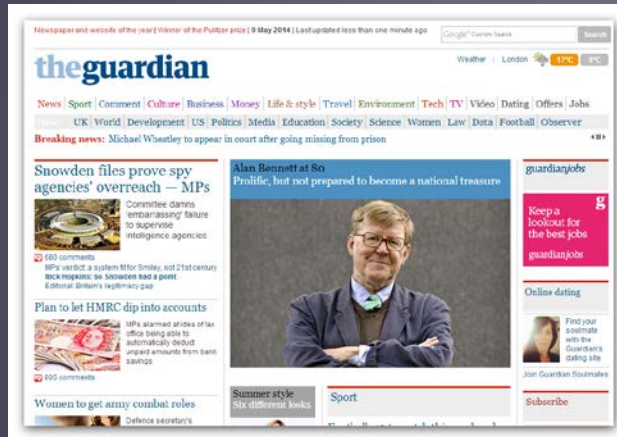 Newspaper and website of the year | Winner of the Pulitzer prize | 9 May 2014 | Last updated less than one minute ago
Google™ Custom Search
Search
theguardian
Weather | London 17°C
News Sport Comment Culture Business Money Life & style Travel Environment Tech TV Video Dating Offers Jobs
UK World Development US Politics Media Education Society Science Women Law Data Football Observer
Breaking news: Michael Wheatley to appear in court after going missing from prison
Snowden files prove spy
agencies' overreach — MPs
Committee damns
'embarrassing' failure
to supervise
intelligence agencies
680 comments
MPs' verdict: a system fit for Smiley, not 21st century
Nick Hopkins: so Snowden had a point
Editorial: Britain's legitimacy gap
Plan to let HMRC dip into accounts
MPs alarmed at idea of tax
office being able to
automatically deduct
unpaid amounts from bank
savings
800 comments
Women to get army combat roles
Defence secretary's
Alan Bennett at 80
Prolific, but not prepared to become a national treasure
Summer style
Six different looks
Sport
guardianjobs
g
Keep a
lookout for
the best jobs
guardianjobs
Online dating
Find your
soulmate
with the
Guardian's
dating site
Join Guardian Soulmates
Subscribe